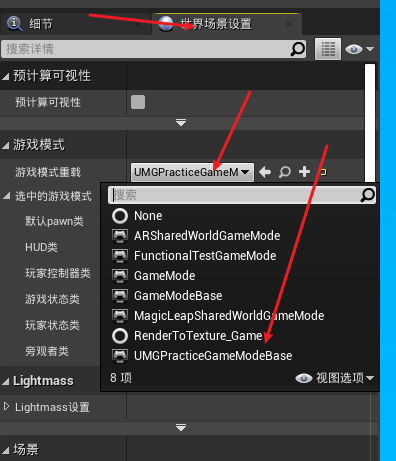 细节
世界场景设置
搜索详情
预计算可视性
预计算可视性
游戏模式
游戏模式重载
UMGPracticeGameM
选中的游戏模式
搜索
默认pawn类
None
ARSharedWorldGameMode
HUD类
FunctionalTestGameMode
玩家控制器类
GameMode
游戏状态类
GameModeBase
玩家状态类
MagicLeapSharedWorldGameMode
旁观者类
RenderToTexture_Game
UMGPracticeGameModeBase
Lightmass
8 项
视图选项
Lightmass设置
场景